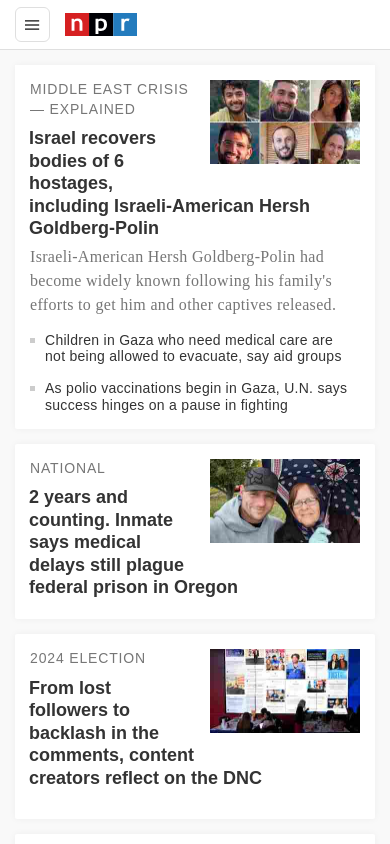 npr
MIDDLE EAST CRISIS
— EXPLAINED
Israel recovers
bodies of 6
hostages,
including Israeli-American Hersh
Goldberg-Polin
Israeli-American Hersh Goldberg-Polin had
become widely known following his family's
efforts to get him and other captives released.
Children in Gaza who need medical care are
not being allowed to evacuate, say aid groups
As polio vaccinations begin in Gaza, U.N. says
success hinges on a pause in fighting
NATIONAL
2 years and
counting. Inmate
says medical
delays still plague
federal prison in Oregon
2024 ELECTION
From lost
followers to
backlash in the
comments, content
creators reflect on the DNC